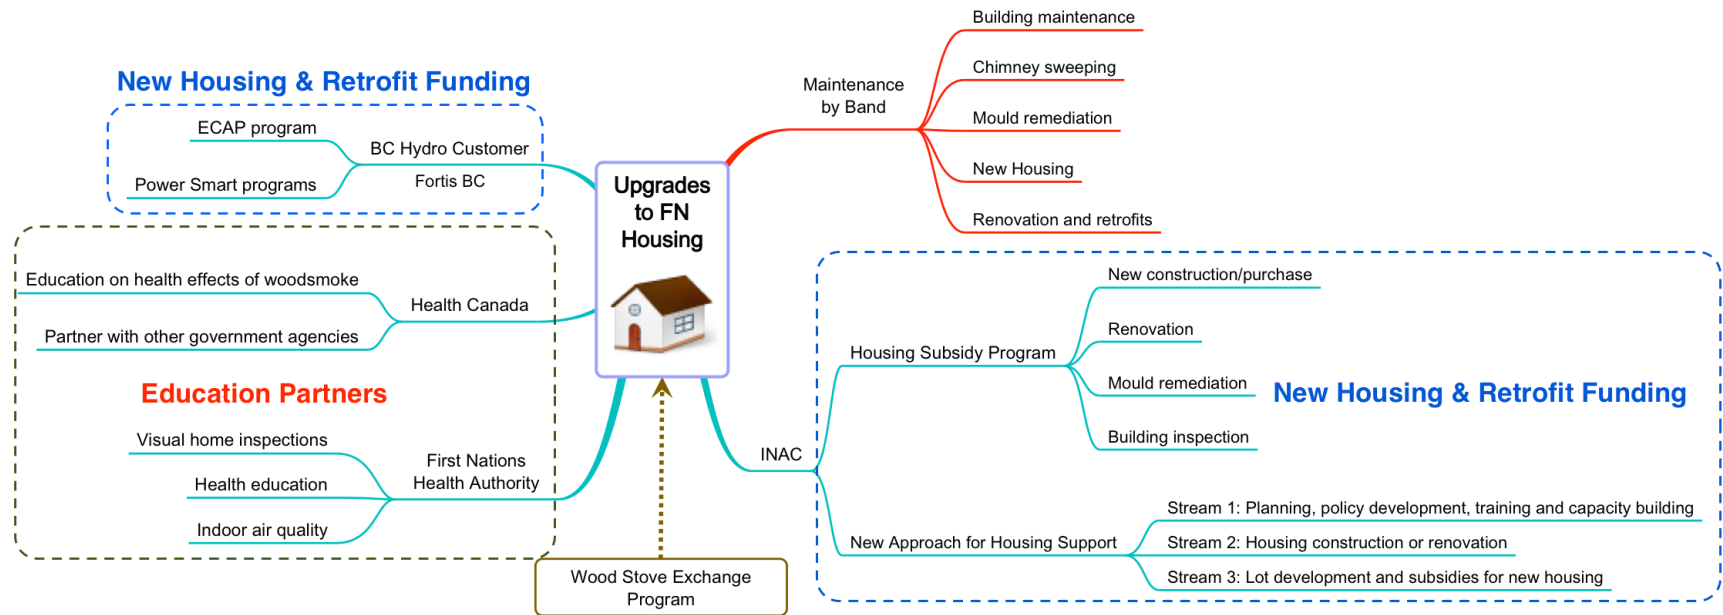 New Housing & Retrofit Funding
ECAP program
Power Smart programs
BC Hydro Customer
Fortis BC
Education on health effects of woodsmoke
Partner with other government agencies
Health Canada
Education Partners
Visual home inspections
Health education
Indoor air quality
First Nations
Health Authority
Upgrades
to FN
Housing
Wood Stove Exchange
Program
Maintenance
by Band
Building maintenance
Chimney sweeping
Mould remediation
New Housing
Renovation and retrofits
INAC
Housing Subsidy Program
New construction/purchase
Renovation
Mould remediation
Building inspection
New Housing & Retrofit Funding
New Approach for Housing Support
Stream 1: Planning, policy development, training and capacity building
Stream 2: Housing construction or renovation
Stream 3: Lot development and subsidies for new housing